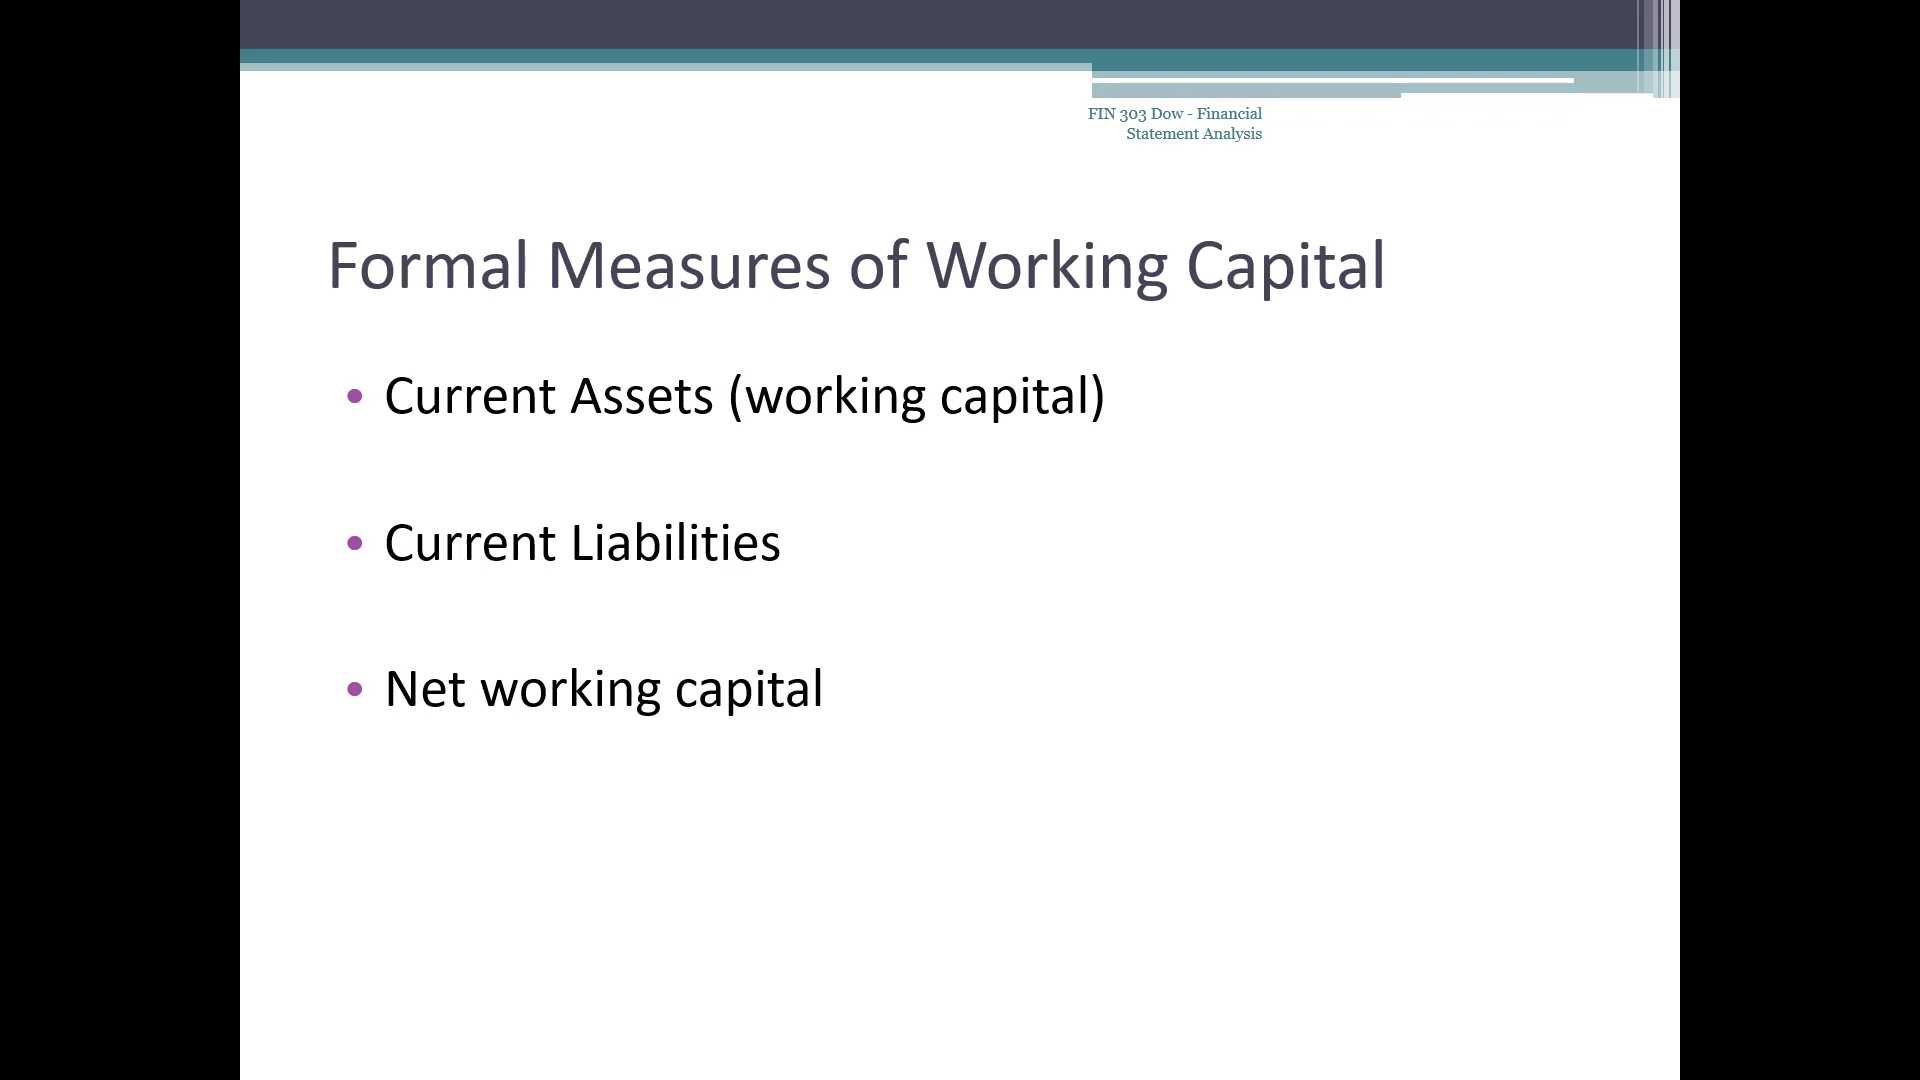 FIN 303 Dow - Financial
Statement Analysis
Formal Measures of Working Capital
• Current Assets (working capital)
• Current Liabilities
• Net working capital